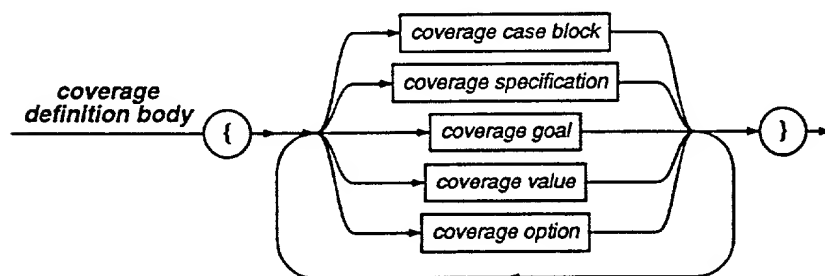 coverage case block
coverage
coverage specification
definition body
{
coverage goal
}
coverage value
coverage option